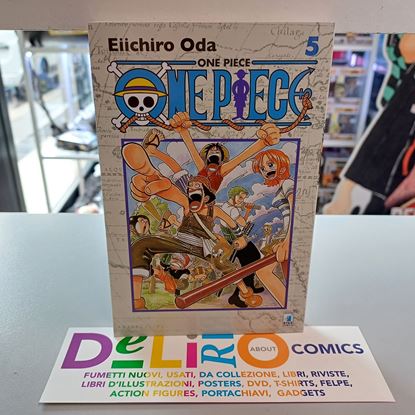 Eiichiro Oda 5
ONE PIECE
ONE PIECE
DeLiRiO ABOUT COMICS
FUMETTI NUOVI, USATI, DA COLLEZIONE, LIBRI, RIVISTE,
LIBRI D'ILLUSTRAZIONI, POSTERS, DVD, T-SHIRTS, FELPE,
ACTION FIGURES, PORTACHIAVI, GADGETS